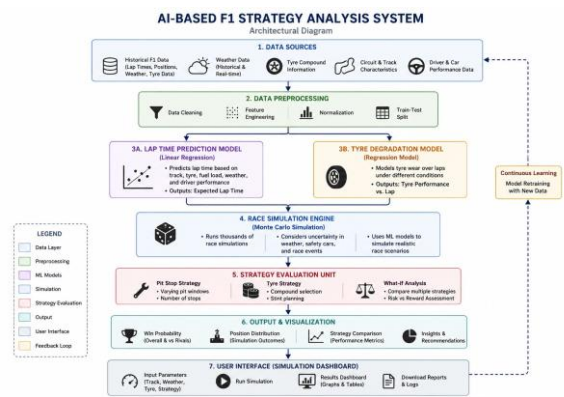 AI-BASED F1 STRATEGY ANALYSIS SYSTEM
Architectural Diagram
1. DATA SOURCES
Historical F1 Data
(Lap Times, Positions,
Weather, Tyre Data)
Weather Data
(Historical &
Real-time)
Tyre Compound
Information
Circuit & Track
Characteristics
Driver & Car
Performance Data
2. DATA PREPROCESSING
Data Cleaning
Feature
Engineering
Normalization
Train-Test
Split
3A. LAP TIME PREDICTION MODEL
(Linear Regression)
• Predicts lap time based on
track, tyre, fuel load, weather,
and driver performance
• Outputs: Expected Lap Time
3B. TYRE DEGRADATION MODEL
(Regression Model)
• Models tyre wear over laps
under different conditions
• Outputs: Tyre Performance
vs. Lap
Continuous Learning
Model Retraining
with New Data
4. RACE SIMULATION ENGINE
(Monte Carlo Simulation)
• Runs thousands of
race simulations
• Considers uncertainty in
weather, safety cars,
and race events
• Uses ML models to
simulate realistic
race scenarios
5. STRATEGY EVALUATION UNIT
Pit Stop Strategy
• Varying pit windows
• Number of stops
Tyre Strategy
• Compound selection
• Stint planning
What-if Analysis
• Compare multiple strategies
• Risk vs Reward Assessment
6. OUTPUT & VISUALIZATION
Win Probability
(Overall & vs Rivals)
Position Distribution
(Simulation Outcomes)
Strategy Comparison
(Performance Metrics)
Insights &
Recommendations
7. USER INTERFACE (SIMULATION DASHBOARD)
Input Parameters
(Track, Weather,
Tyre, Strategy)
Run Simulation
Results Dashboard
(Graphs & Tables)
Download Reports
& Logs
LEGEND
Data Layer
Preprocessing
ML Models
Simulation
Strategy Evaluation
Output
User Interface
Feedback Loop